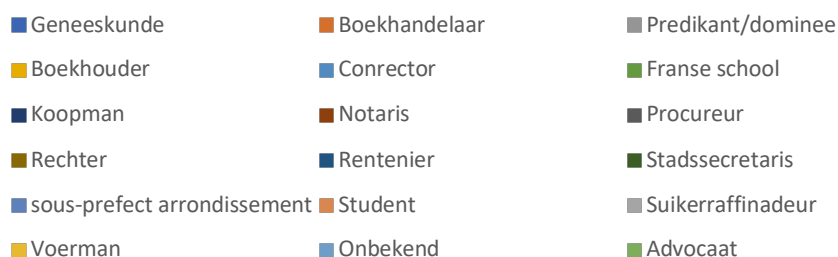 Geneeskunde Boekhandelaar Predikant/dominee
Boekhouder Conrector Franse school
Koopman Notaris Procureur
Rechter Rentenier Stadssecretaris
sous-prefect arrondissement Student Suikerraffinadeur
Voerman Onbekend Advocaat